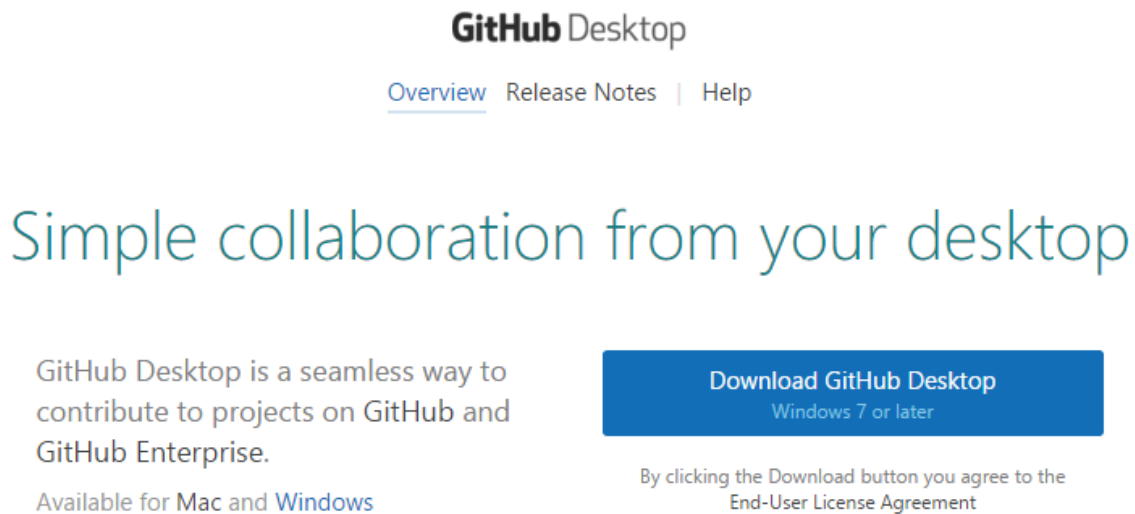 GitHub Desktop
Overview Release Notes | Help
Simple collaboration from your desktop
GitHub Desktop is a seamless way to
contribute to projects on GitHub and
GitHub Enterprise.
Available for Mac and Windows
Download GitHub Desktop
Windows 7 or later
By clicking the Download button you agree to the
End-User License Agreement